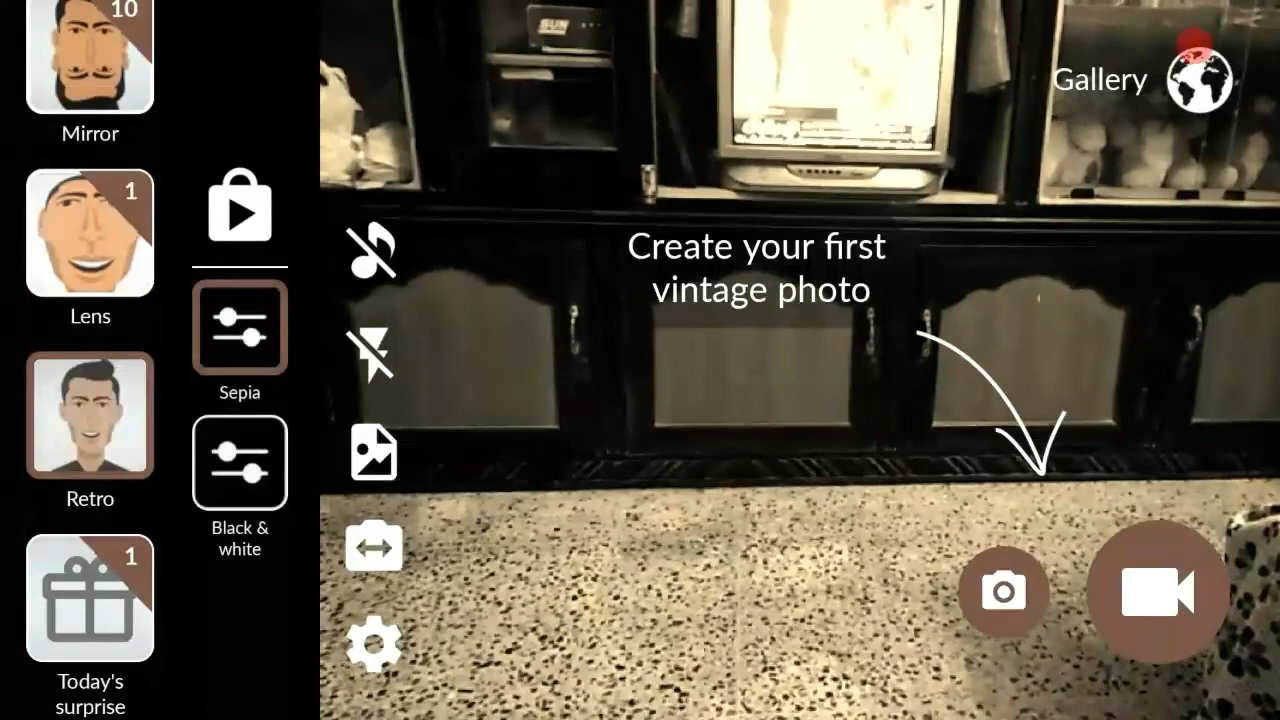 10
Mirror
1
Lens
Retro
1
Today's
surprise
Sepia
Black &
white
SUN
Gallery
Create your first
vintage photo